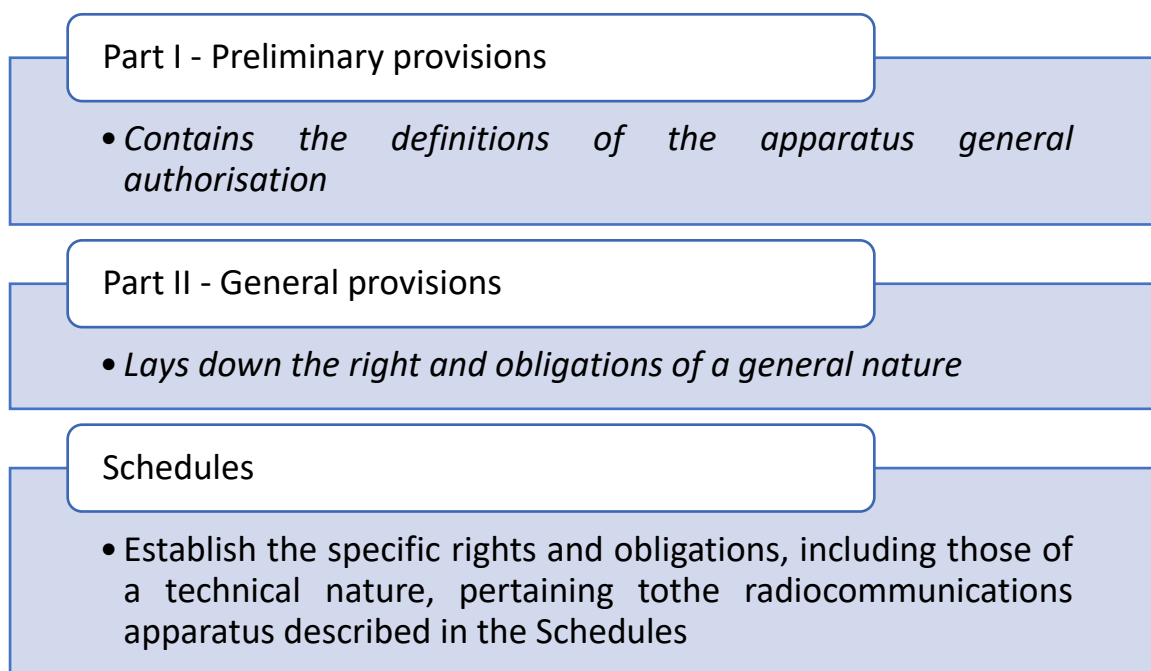 Part I - Preliminary provisions
• Contains the definitions of the apparatus general
authorisation
Part II - General provisions
• Lays down the right and obligations of a general nature
Schedules
• Establish the specific rights and obligations, including those of
a technical nature, pertaining tothe radiocommunications
apparatus described in the Schedules